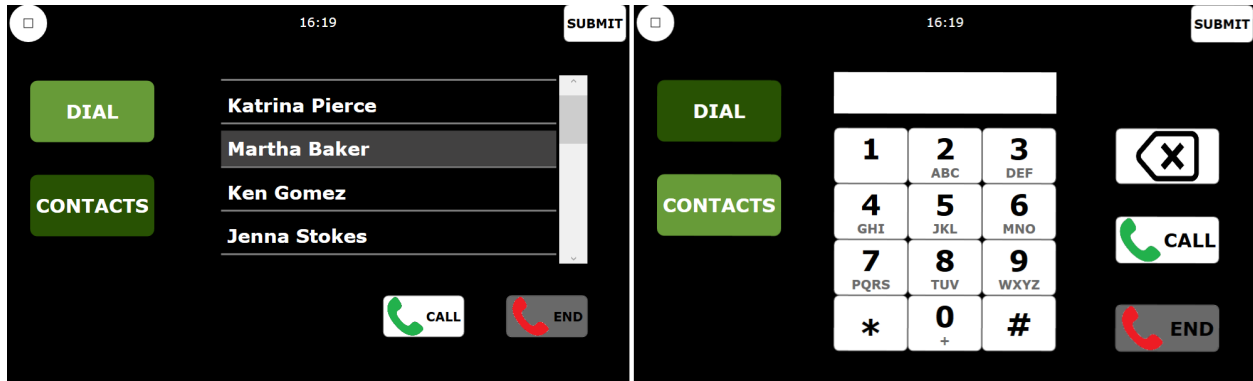 16:19
SUBMIT
DIAL
CONTACTS
Katrina Pierce
Martha Baker
Ken Gomez
Jenna Stokes
CALL
END
16:19
SUBMIT
DIAL
CONTACTS
1
2
ABC
3
DEF
4
GHI
5
JKL
6
MNO
7
PQRS
8
TUV
9
WXYZ
*
0
+
#
CALL
END